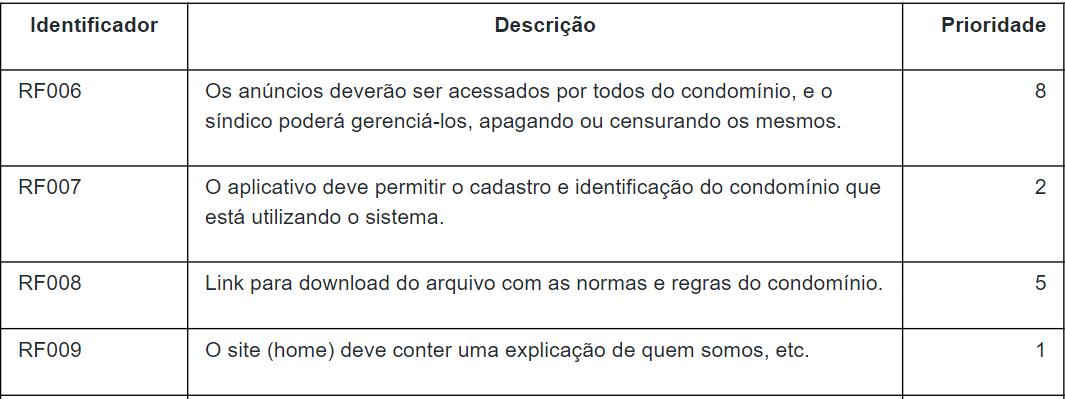 Identificador Descrição Prioridade
RF006 Os anúncios deverão ser acessados por todos do condomínio, e o 8
síndico poderá gerenciá-los, apagando ou censurando os mesmos.
RF007 O aplicativo deve permitir o cadastro e identificação do condomínio que 2
está utilizando o sistema.
RF008 Link para download do arquivo com as normas e regras do condomínio. 5
RF009 O site (home) deve conter uma explicação de quem somos, etc. 1